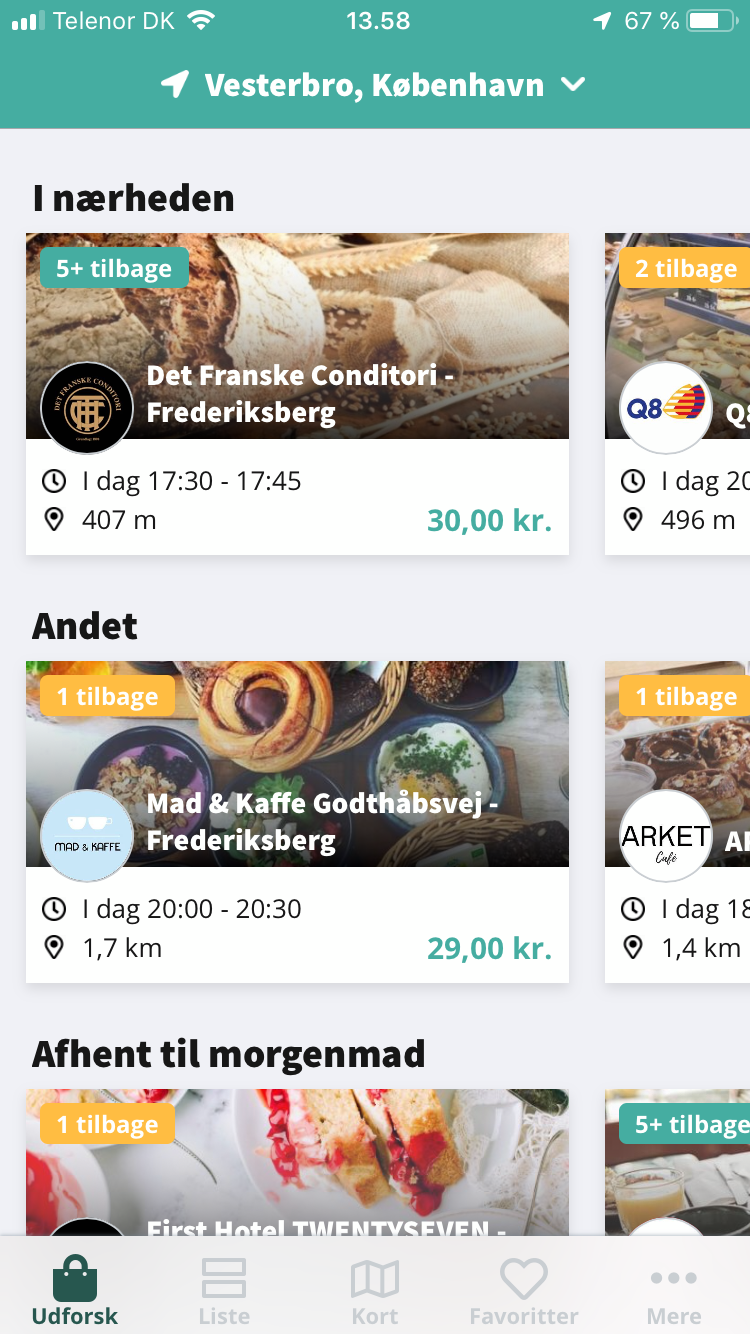 Telenor DK
13.58
67 %
Vesterbro, København
I nærheden
5+ tilbage
DET FRANSKE CONDITORI
Det Franske Conditori -
Frederiksberg
I dag 17:30 - 17:45
407 m
30,00 kr.
2 tilbage
Q8
Q8
I dag 20
496 m
Andet
1 tilbage
MAD & KAFFE
Mad & Kaffe Godthåbsvej -
Frederiksberg
I dag 20:00 - 20:30
1,7 km
29,00 kr.
1 tilbage
ARKET
Café
I dag 18
1,4 km
Afhent til morgenmad
1 tilbage
First Hotel TWENTYSEVEN -
5+ tilbage
Udforsk
Liste
Kort
Favoritter
Mere